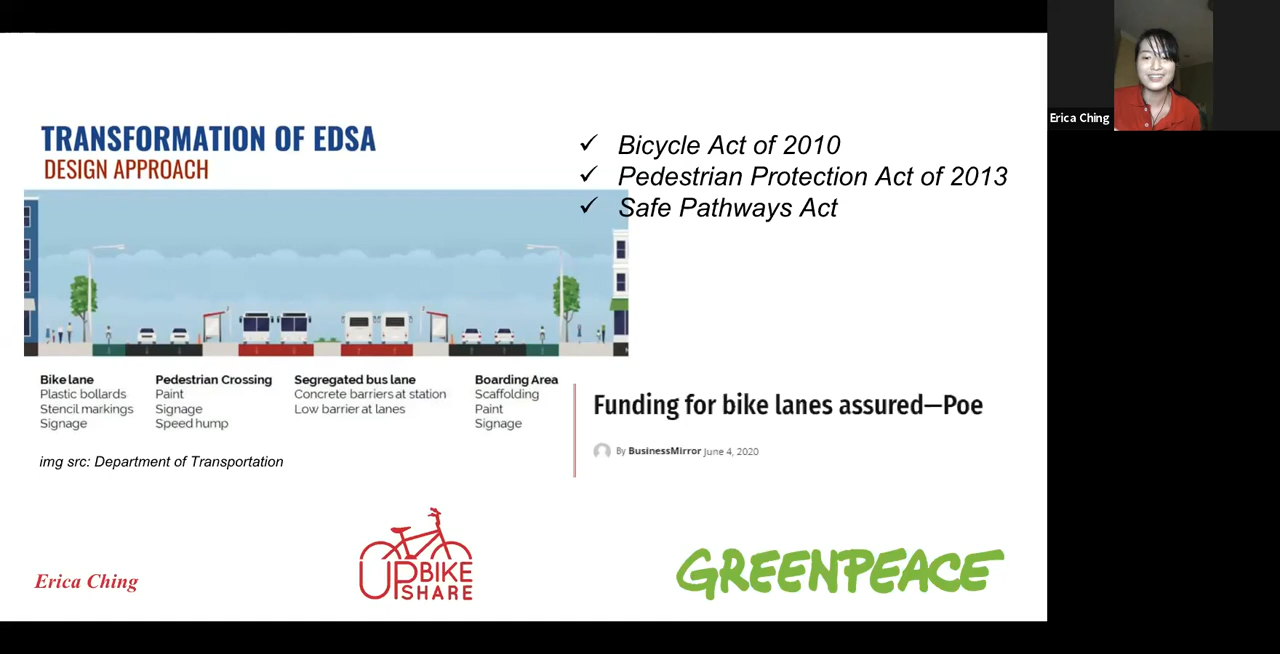 TRANSFORMATION OF EDSA
DESIGN APPROACH
✓ Bicycle Act of 2010
✓ Pedestrian Protection Act of 2013
✓ Safe Pathways Act
Bike lane
Plastic bollards
Stencil markings
Signage
Pedestrian Crossing
Paint
Signage
Speed hump
Segregated bus lane
Concrete barriers at station
Low barrier at lanes
Boarding Area
Scaffolding
Paint
Signage
img src: Department of Transportation
Funding for bike lanes assured—Poe
By BusinessMirror June 4, 2020
Erica Ching
UP BIKE
SHARE
GREENPEACE
Erica Ching